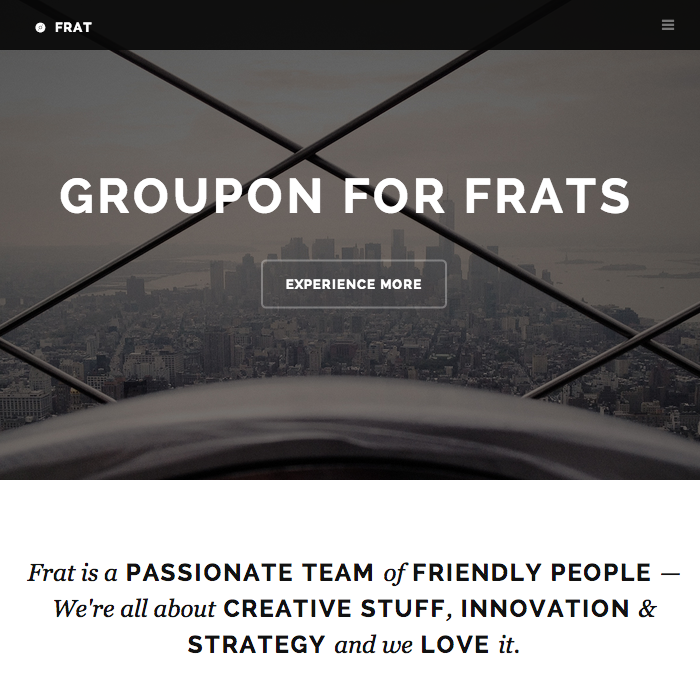 FRAT
GROUPON FOR FRATS
EXPERIENCE MORE
Frat is a PASSIONATE TEAM of FRIENDLY PEOPLE —
We're all about CREATIVE STUFF, INNOVATION &
STRATEGY and we LOVE it.